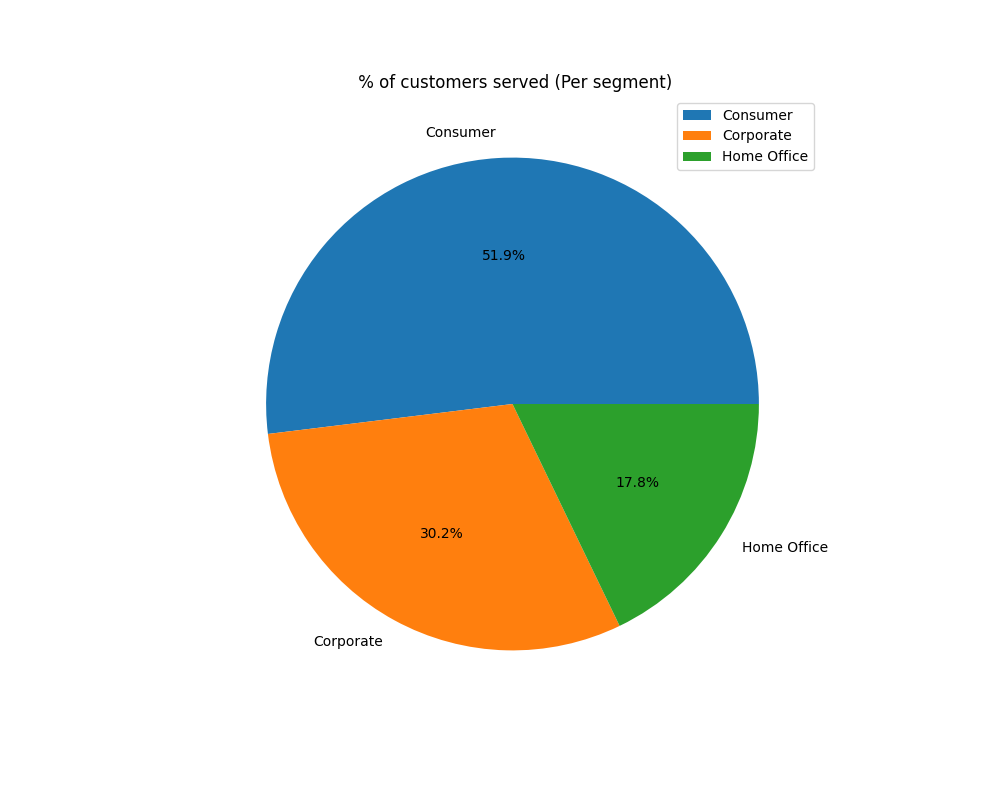 % of customers served (Per segment)
Consumer
Corporate
Home Office
Consumer
51.9%
17.8%
30.2%
Home Office
Corporate